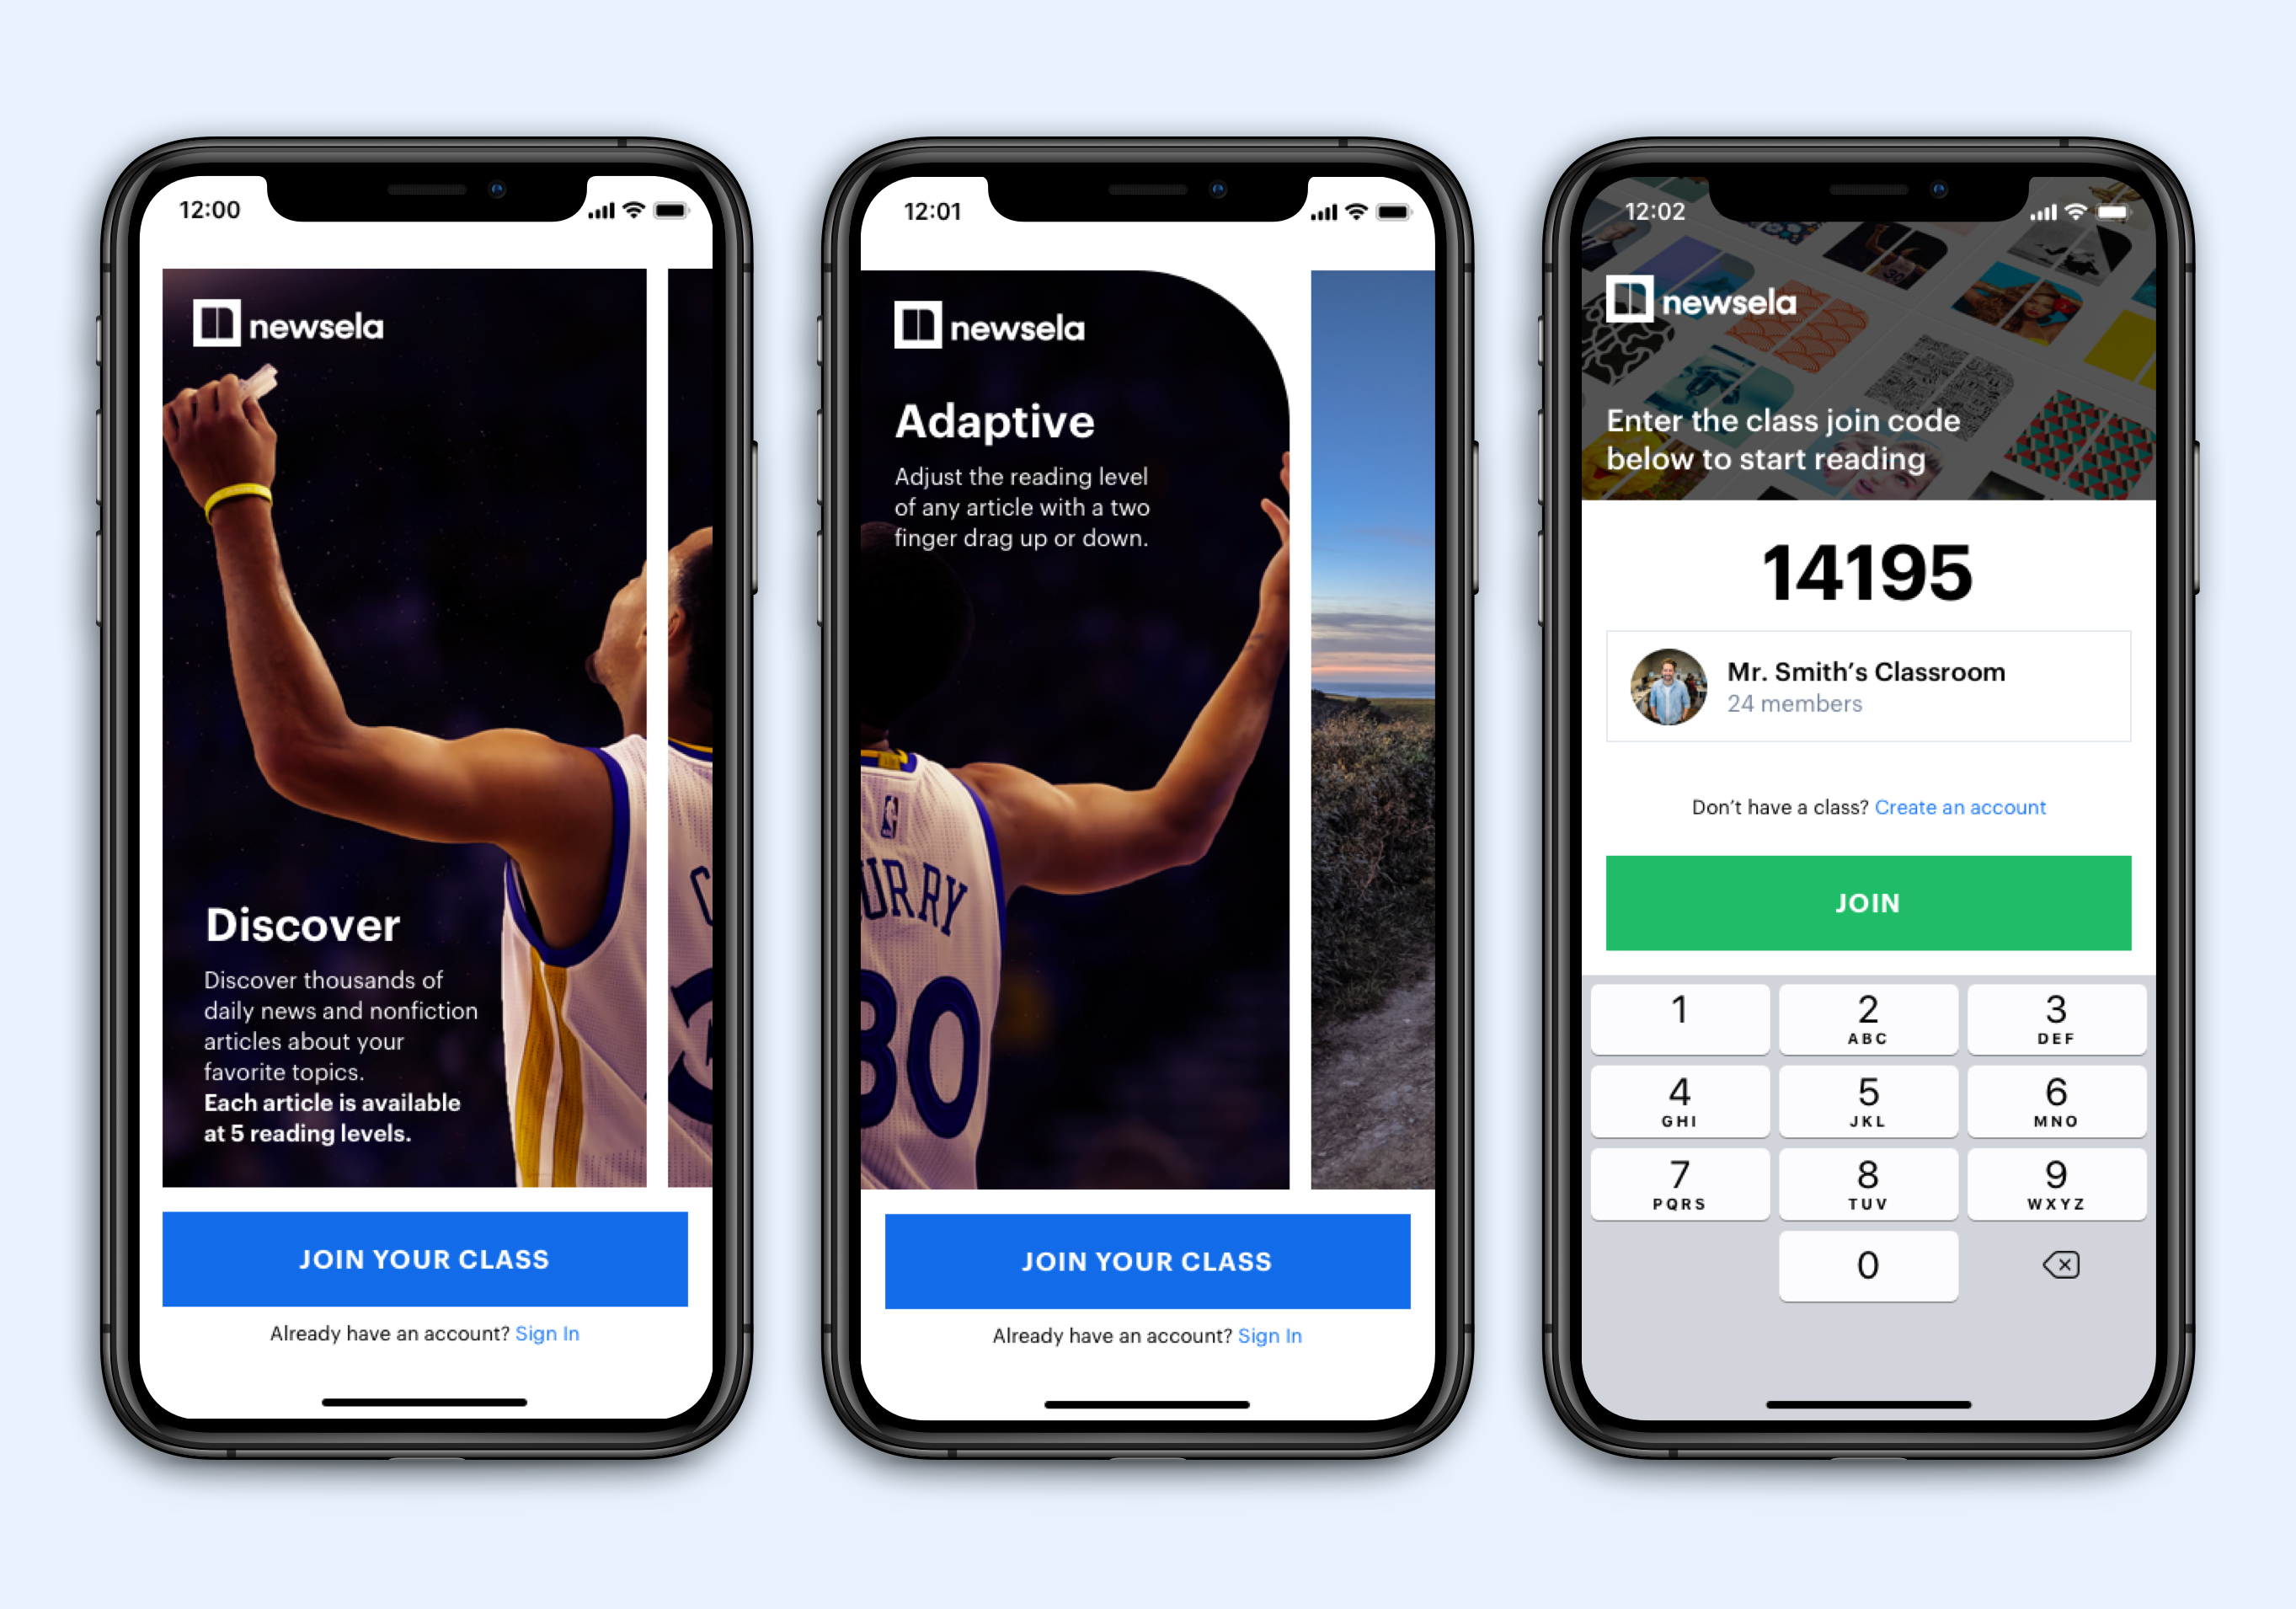 12:00
newsela
Discover
Discover thousands of
daily news and nonfiction
articles about your
favorite topics.
Each article is available
at 5 reading levels.
C
JOIN YOUR CLASS
Already have an account? Sign In
12:01
newsela
Adaptive
Adjust the reading level
of any article with a two
finger drag up or down.
URRY
30
JOIN YOUR CLASS
Already have an account? Sign In
12:02
newsela
Enter the class join code
below to start reading
14195
Mr. Smith’s Classroom
24 members
Don’t have a class? Create an account
JOIN
1 2 3
ABC DEF
4 5 6
GHI JKL MNO
7 8 9
PQRS TUV WXYZ
0